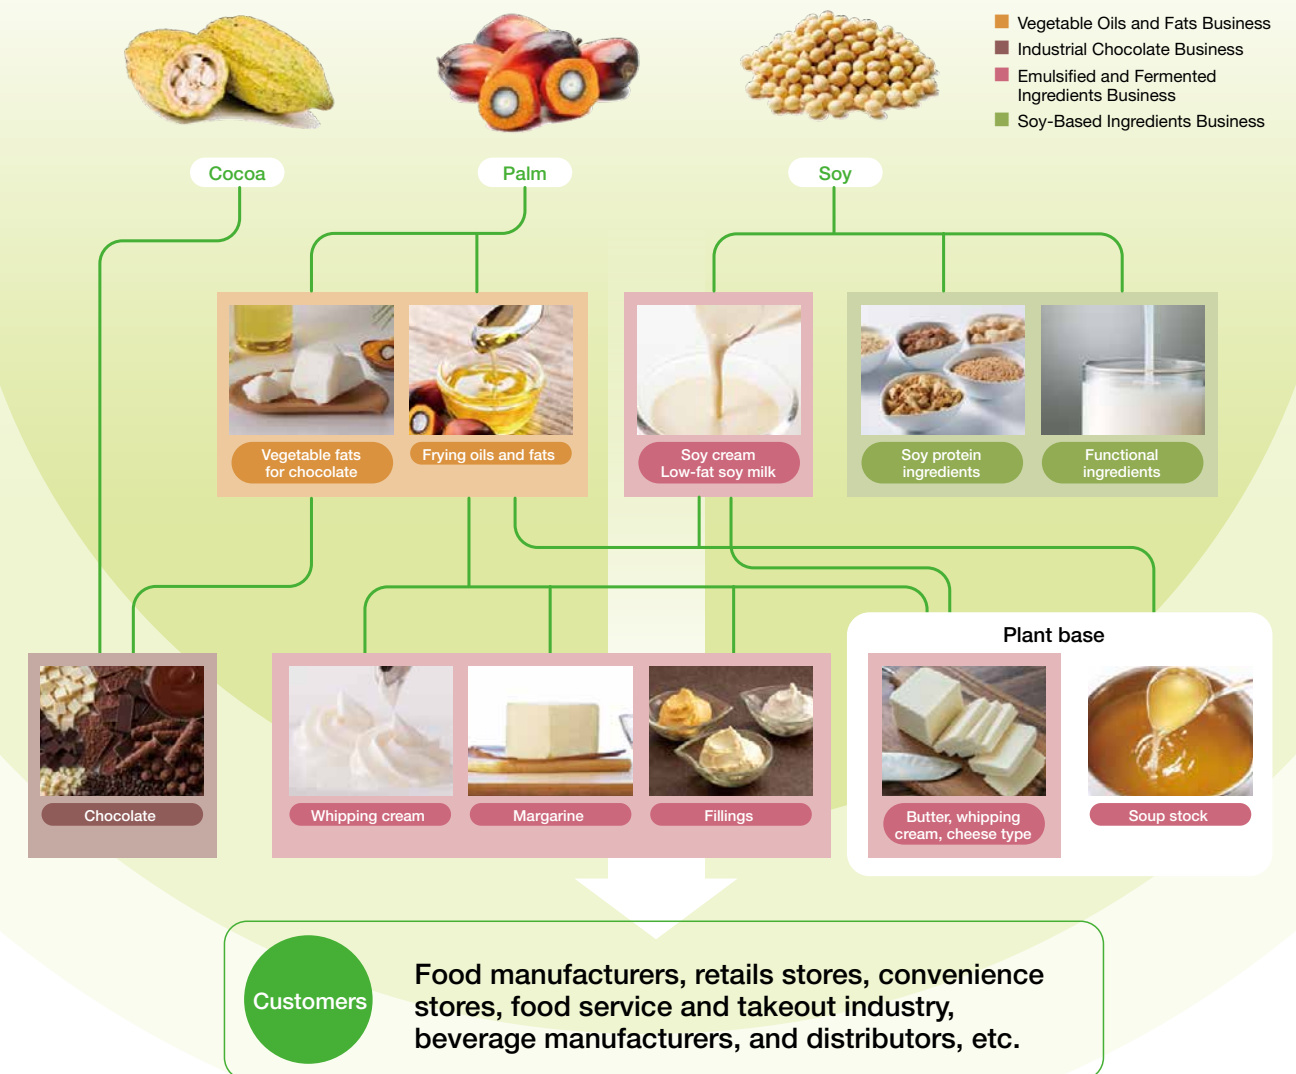 Vegetable Oils and Fats Business
Industrial Chocolate Business
Emulsified and Fermented
Ingredients Business
Soy-Based Ingredients Business
Cocoa
Palm
Soy
Vegetable fats
for chocolate
Frying oils and fats
Soy cream
Low-fat soy milk
Soy protein
ingredients
Functional
ingredients
Plant base
Chocolate
Whipping cream
Margarine
Fillings
Butter, whipping
cream, cheese type
Soup stock
Customers
Food manufacturers, retails stores, convenience
stores, food service and takeout industry,
beverage manufacturers, and distributors, etc.